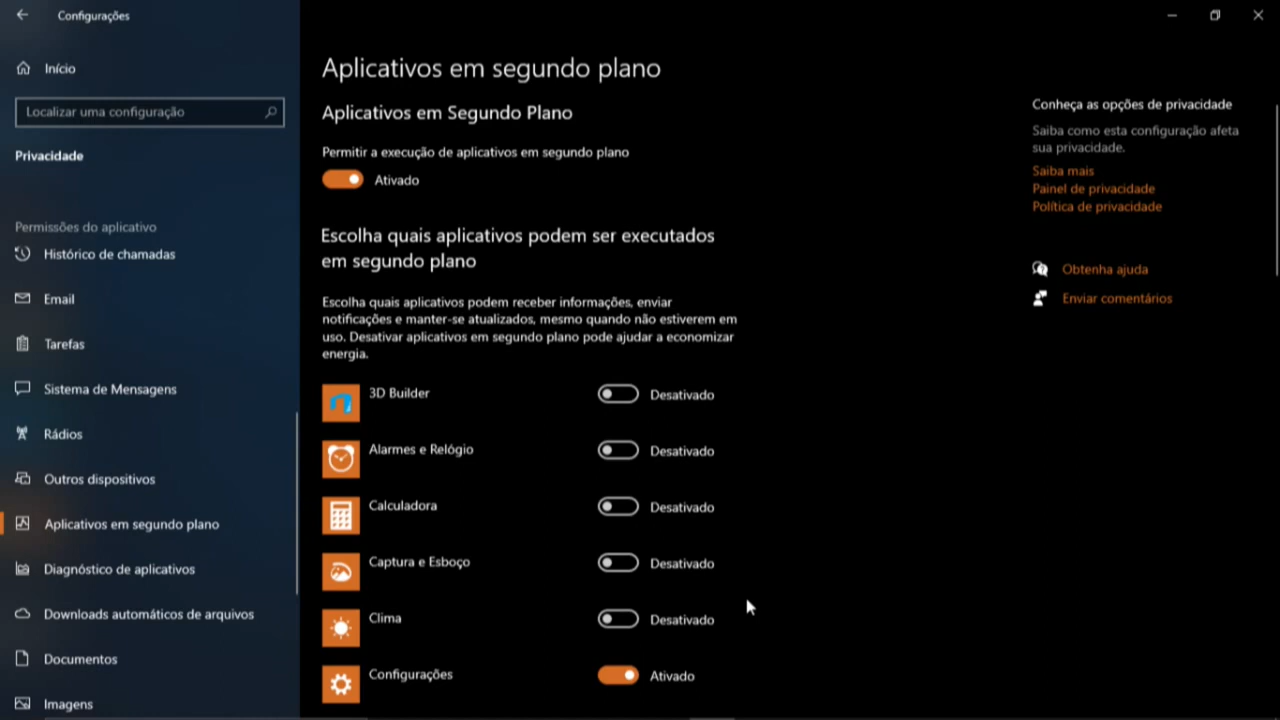 Configurações
Início
Localizar uma configuração
Privacidade
Permissões do aplicativo
Histórico de chamadas
Email
Tarefas
Sistema de Mensagens
Rádios
Outros dispositivos
Aplicativos em segundo plano
Diagnóstico de aplicativos
Downloads automáticos de arquivos
Documentos
Imagens
Aplicativos em segundo plano
Aplicativos em Segundo Plano
Permitir a execução de aplicativos em segundo plano
Ativado
Escolha quais aplicativos podem ser executados
em segundo plano
Escolha quais aplicativos podem receber informações, enviar
notificações e manter-se atualizados, mesmo quando não estiverem em
uso. Desativar aplicativos em segundo plano pode ajudar a economizar
energia.
3D Builder Desativado
Alarmes e Relógio Desativado
Calculadora Desativado
Captura e Esboço Desativado
Clima Desativado
Configurações Ativado
Conheça as opções de privacidade
Saiba como esta configuração afeta
sua privacidade.
Saiba mais
Painel de privacidade
Política de privacidade
Obtenha ajuda
Enviar comentários